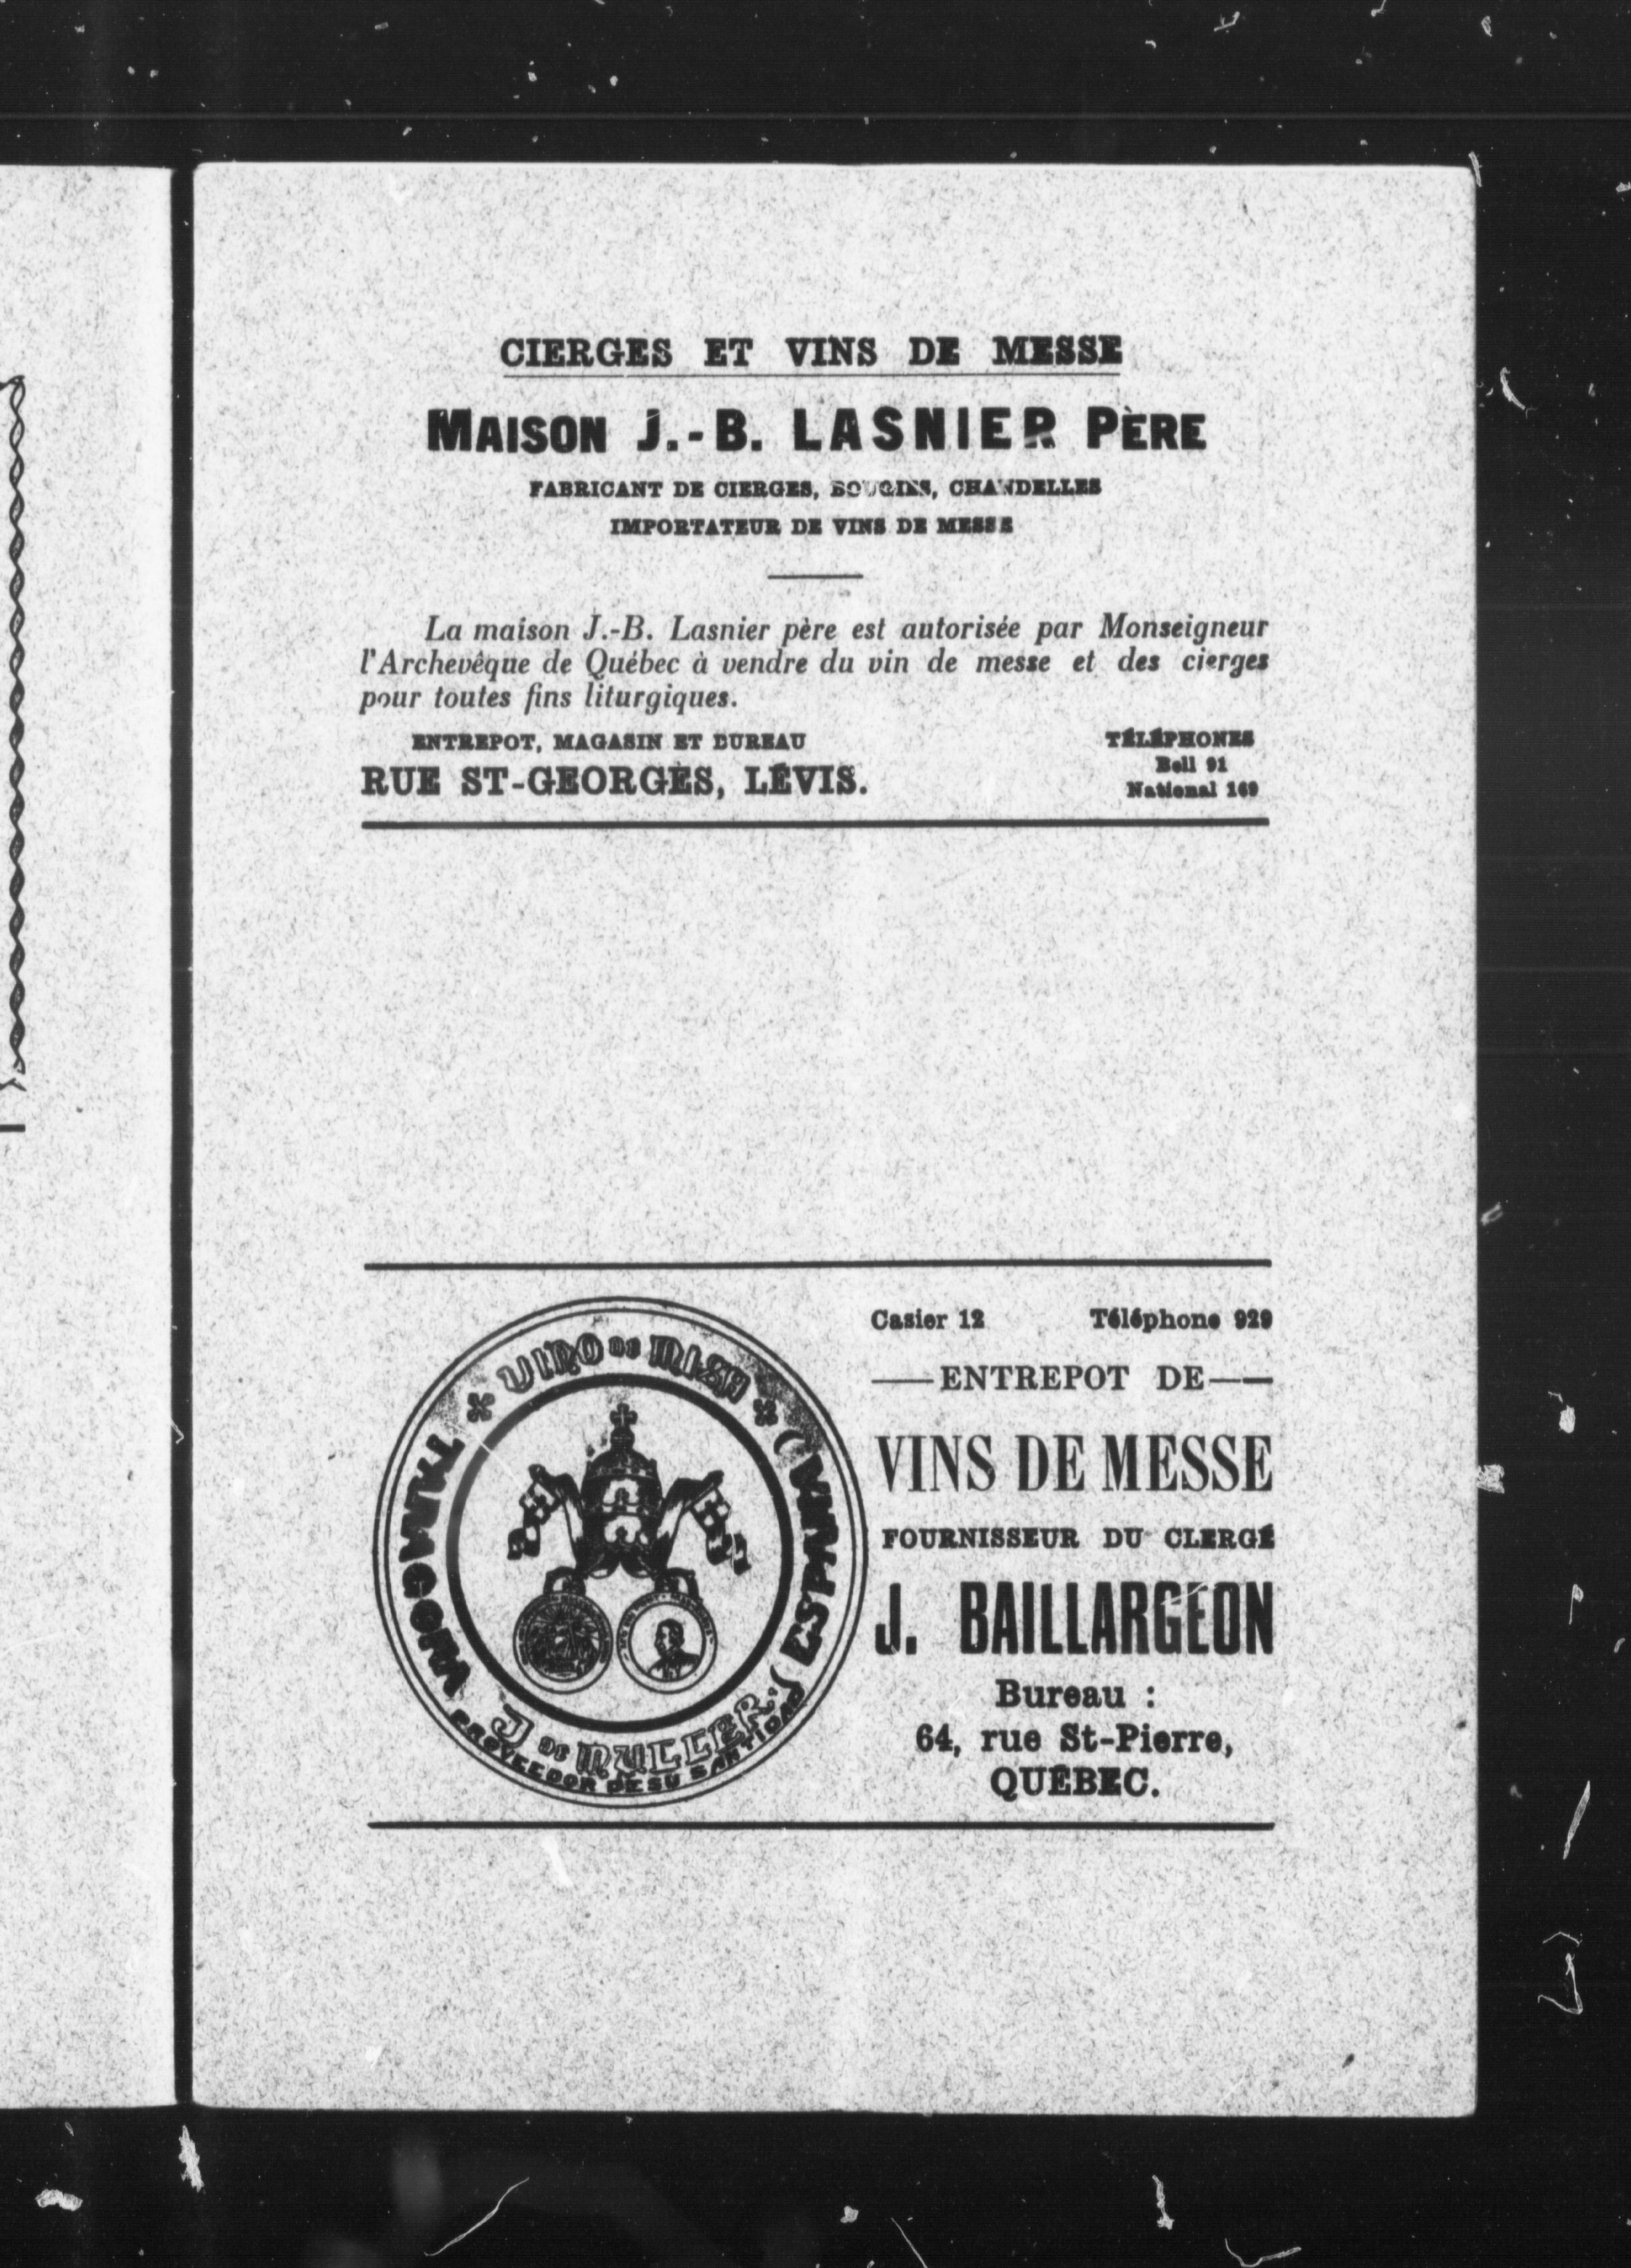 CIERGES ET VINS DE MESSE
MAISON J.-B. LASNIER PÈRE
FABRICANT DE CIERGES, BOUGIES, CHANDELLES
IMPORTATEUR DE VINS DE MESSE
La maison J.-B. Lasnier père est autorisée par Monseigneur
l'Archevêque de Québec à vendre du vin de messe et des cierges
pour toutes fins liturgiques.
ENTREPOT, MAGASIN ET BUREAU
RUE ST-GEORGES, LÉVIS.
TÉLÉPHONES
Bell 91
National 169
VINO DE MISA
TARRAGONA
(ESPAÑA)
J DE MULLER
PROVEEDOR DE SU SANTIDAD
Casier 12 Téléphone 929
—ENTREPOT DE—
VINS DE MESSE
FOURNISSEUR DU CLERGÉ
J. BAILLARGEON
Bureau :
64, rue St-Pierre,
QUÉBEC.